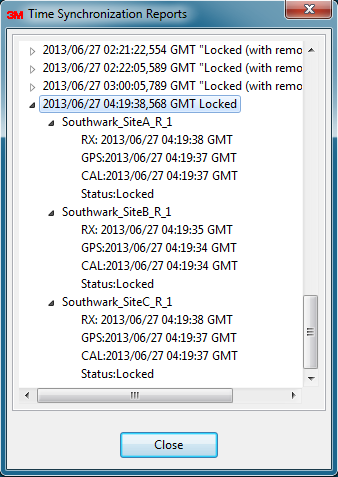 3M Time Synchronization Reports
2013/06/27 02:21:22,554 GMT "Locked (with remo
2013/06/27 02:22:05,589 GMT "Locked (with remo
2013/06/27 03:00:05,789 GMT "Locked (with remo
2013/06/27 04:19:38,568 GMT Locked
Southwark_SiteA_R_1
RX: 2013/06/27 04:19:38 GMT
GPS:2013/06/27 04:19:37 GMT
CAL:2013/06/27 04:19:37 GMT
Status:Locked
Southwark_SiteB_R_1
RX: 2013/06/27 04:19:35 GMT
GPS:2013/06/27 04:19:34 GMT
CAL:2013/06/27 04:19:34 GMT
Status:Locked
Southwark_SiteC_R_1
RX: 2013/06/27 04:19:38 GMT
GPS:2013/06/27 04:19:37 GMT
CAL:2013/06/27 04:19:37 GMT
Status:Locked
Close